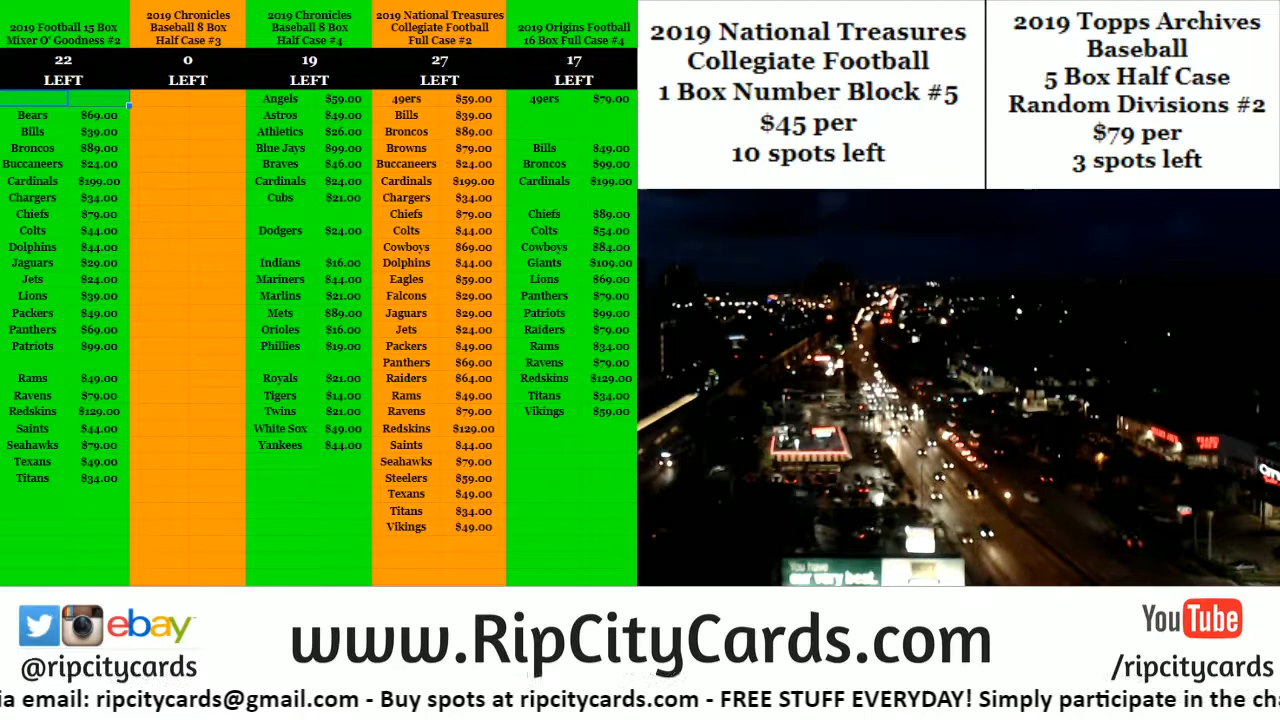 2019 Football 15 Box
Mixer O' Goodness #2
22
LEFT
Bears $69.00
Bills $39.00
Broncos $89.00
Buccaneers $24.00
Cardinals $199.00
Chargers $34.00
Chiefs $79.00
Colts $44.00
Dolphins $44.00
Jaguars $29.00
Jets $24.00
Lions $39.00
Packers $49.00
Panthers $69.00
Patriots $99.00
Rams $49.00
Ravens $79.00
Redskins $129.00
Saints $44.00
Seahawks $79.00
Texans $49.00
Titans $34.00
2019 Chronicles
Baseball 8 Box
Half Case #3
0
LEFT
2019 Chronicles
Baseball 8 Box
Half Case #4
19
LEFT
Angels $59.00
Astros $49.00
Athletics $26.00
Blue Jays $99.00
Braves $46.00
Cardinals $24.00
Cubs $21.00
Dodgers $24.00
Indians $16.00
Mariners $44.00
Marlins $21.00
Mets $89.00
Orioles $16.00
Phillies $19.00
Royals $21.00
Tigers $14.00
Twins $21.00
White Sox $49.00
Yankees $44.00
2019 National Treasures
Collegiate Football
Full Case #2
27
LEFT
49ers $59.00
Bills $39.00
Broncos $89.00
Browns $79.00
Buccaneers $24.00
Cardinals $199.00
Chargers $34.00
Chiefs $79.00
Colts $44.00
Cowboys $69.00
Dolphins $44.00
Eagles $59.00
Falcons $29.00
Jaguars $29.00
Jets $24.00
Packers $49.00
Panthers $69.00
Raiders $64.00
Rams $49.00
Ravens $79.00
Redskins $129.00
Saints $44.00
Seahawks $79.00
Steelers $59.00
Texans $49.00
Titans $34.00
Vikings $49.00
2019 Origins Football
16 Box Full Case #4
17
LEFT
49ers $79.00
Bills $49.00
Broncos $99.00
Cardinals $199.00
Chiefs $89.00
Colts $54.00
Cowboys $84.00
Giants $109.00
Lions $69.00
Panthers $79.00
Patriots $99.00
Raiders $79.00
Rams $34.00
Ravens $79.00
Redskins $129.00
Titans $34.00
Vikings $59.00
2019 National Treasures
Collegiate Football
1 Box Number Block #5
$45 per
10 spots left
2019 Topps Archives
Baseball
5 Box Half Case
Random Divisions #2
$79 per
3 spots left
You have
our very best.
ebay
@ripcitycards
www.RipCityCards.com
YouTube
/ripcitycards
ia email: ripcitycards@gmail.com - Buy spots at ripcitycards.com - FREE STUFF EVERYDAY! Simply participate in the cha